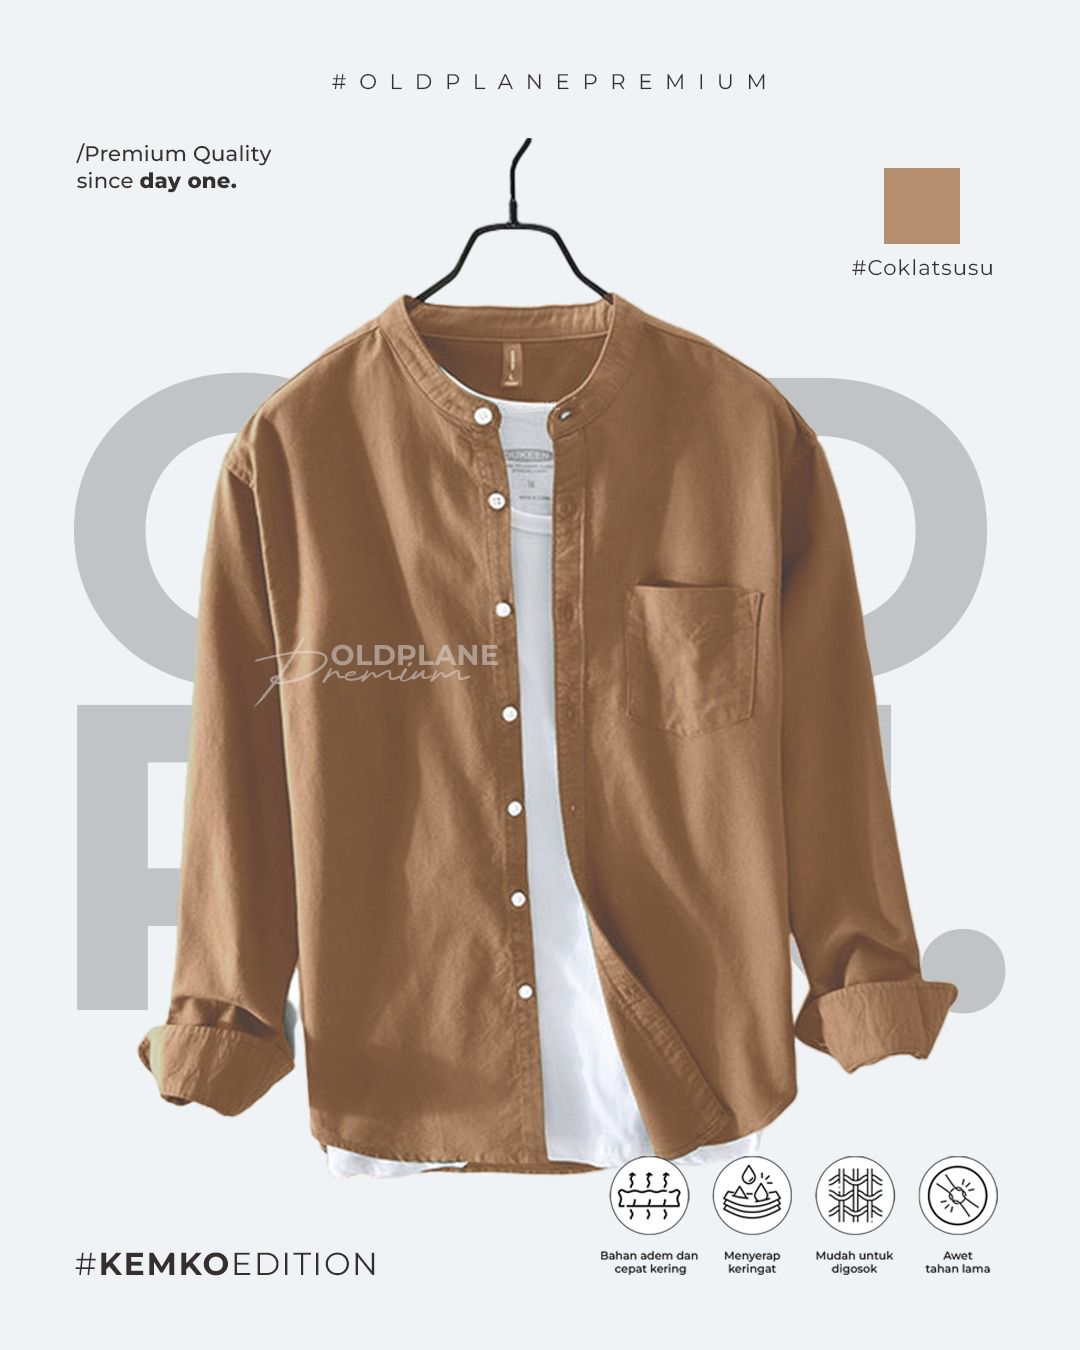 #OLDPLANEPREMIUM
/Premium Quality
since day one.
#Coklatsusu
OLDPLANE
Premium
#KEMKOEDITION
Bahan adem dan
cepat kering
Menyerap
keringat
Mudah untuk
digosok
Awet
tahan lama